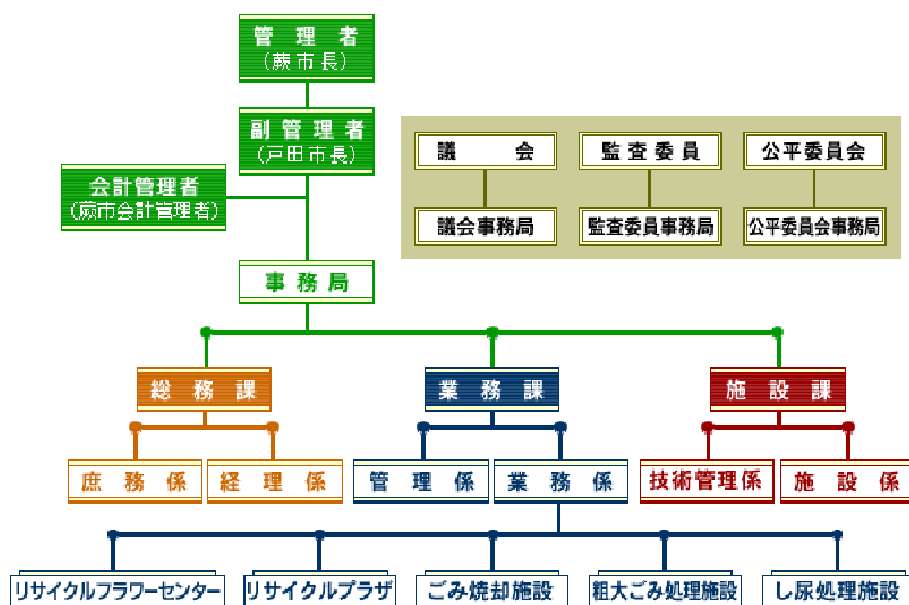 管理者
(蕨市長)
副管理者
(戸田市長)
会計管理者
(蕨市会計管理者)
議会
監査委員
公平委員会
議会事務局
監査委員事務局
公平委員会事務局
事務局
総務課
業務課
施設課
庶務係
経理係
管理係
業務係
技術管理係
施設係
リサイクルフラワーセンター
リサイクルプラザ
ごみ焼却施設
粗大ごみ処理施設
し尿処理施設